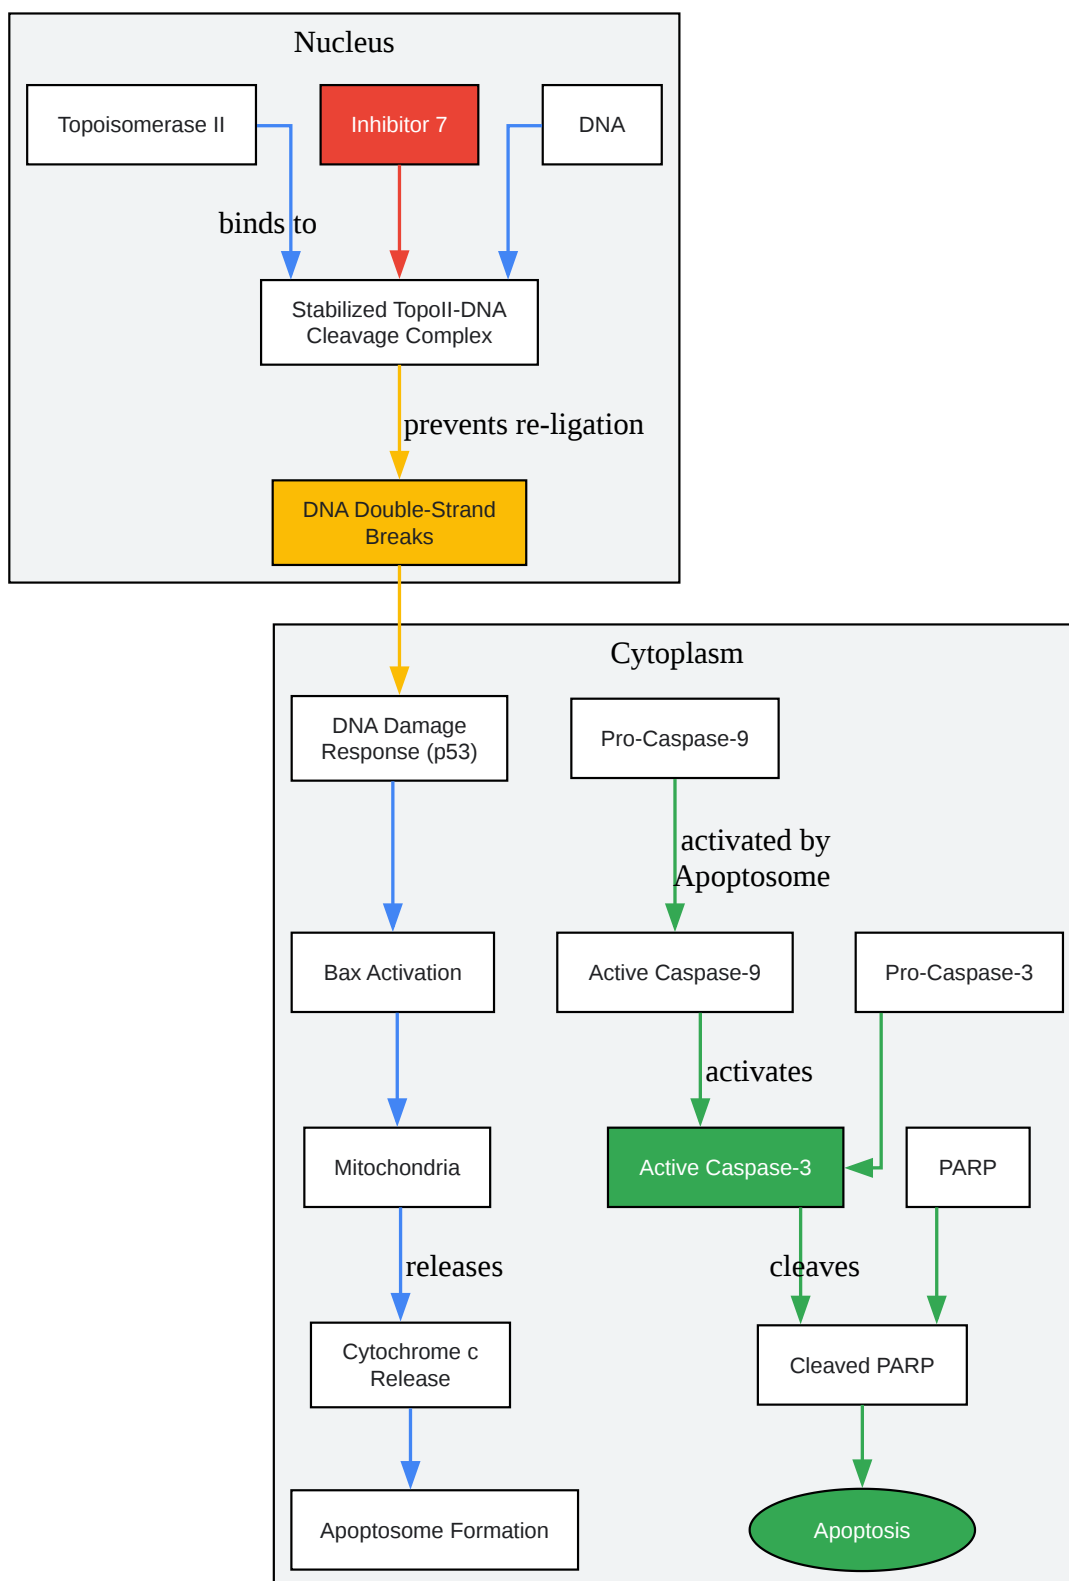 Nucleus
Topoisomerase II
Inhibitor 7
DNA
binds to
Stabilized TopoII-DNA
Cleavage Complex
prevents re-ligation
DNA Double-Strand
Breaks
Cytoplasm
DNA Damage
Response (p53)
Pro-Caspase-9
activated by
Apoptosome
Bax Activation
Active Caspase-9
Pro-Caspase-3
activates
Mitochondria
Active Caspase-3
PARP
releases
cleaves
Cytochrome c
Release
Cleaved PARP
Apoptosome Formation
Apoptosis